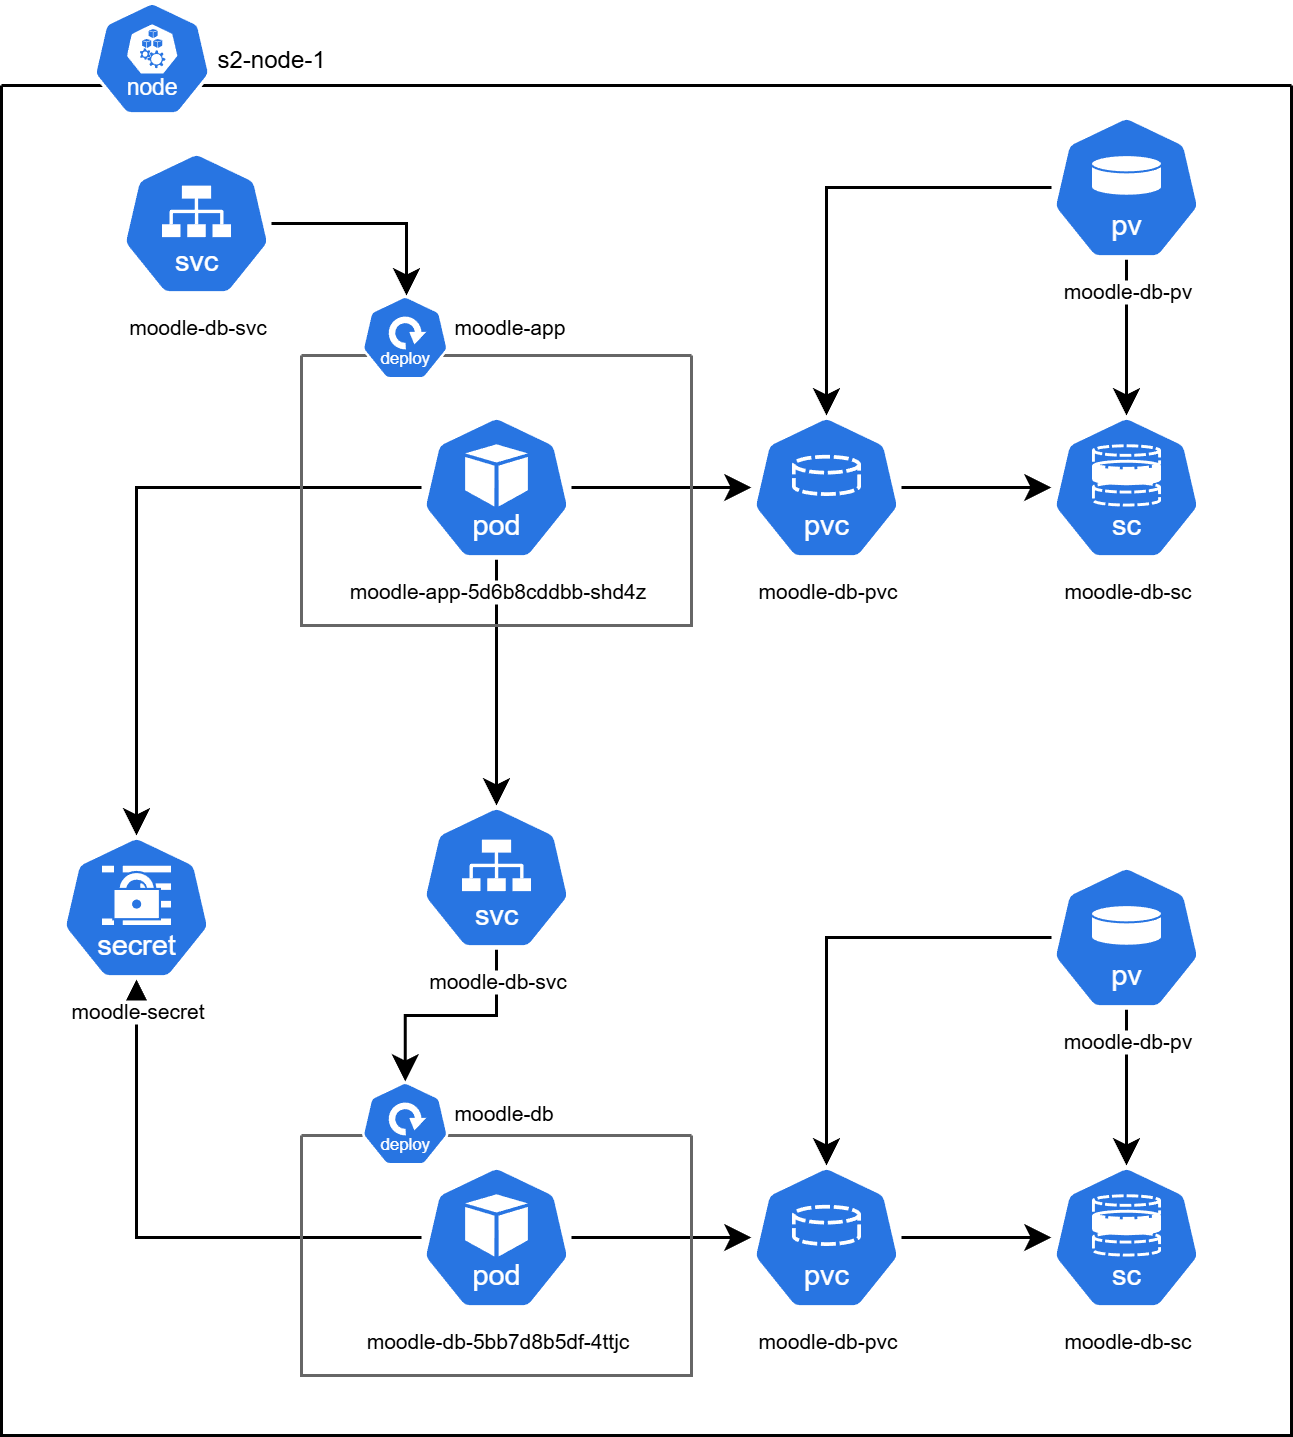 node
s2-node-1
svc
moodle-db-svc
pv
moodle-db-pv
deploy
moodle-app
pod
moodle-app-5d6b8cddbb-shd4z
pvc
moodle-db-pvc
sc
moodle-db-sc
secret
moodle-secret
svc
moodle-db-svc
pv
moodle-db-pv
deploy
moodle-db
pod
moodle-db-5bb7d8b5df-4ttjc
pvc
moodle-db-pvc
sc
moodle-db-sc